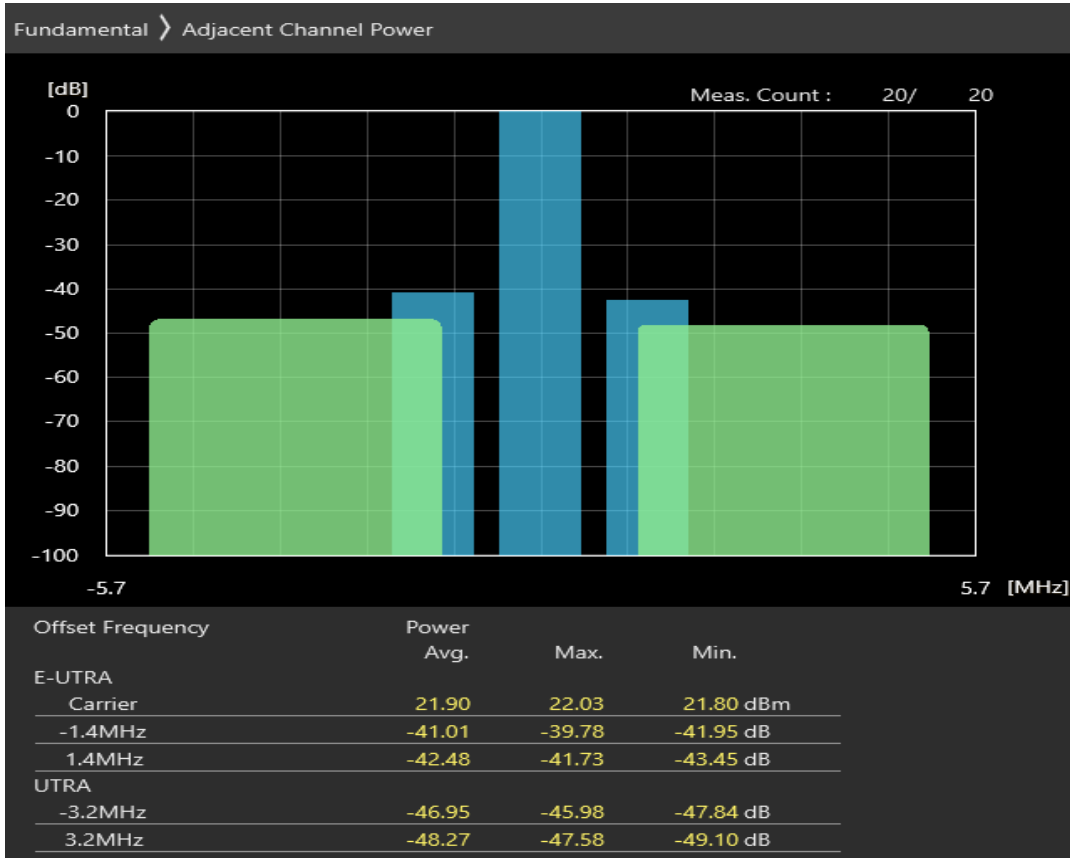 Fundamental 〉 Adjacent Channel Power
[dB]
Meas. Count : 20/ 20
0
-10
-20
-30
-40
-50
-60
-70
-80
-90
-100
-5.7 5.7 [MHz]
Offset Frequency Power
Avg. Max. Min.
E-UTRA
Carrier 21.90 22.03 21.80 dBm
-1.4MHz -41.01 -39.78 -41.95 dB
1.4MHz -42.48 -41.73 -43.45 dB
UTRA
-3.2MHz -46.95 -45.98 -47.84 dB
3.2MHz -48.27 -47.58 -49.10 dB